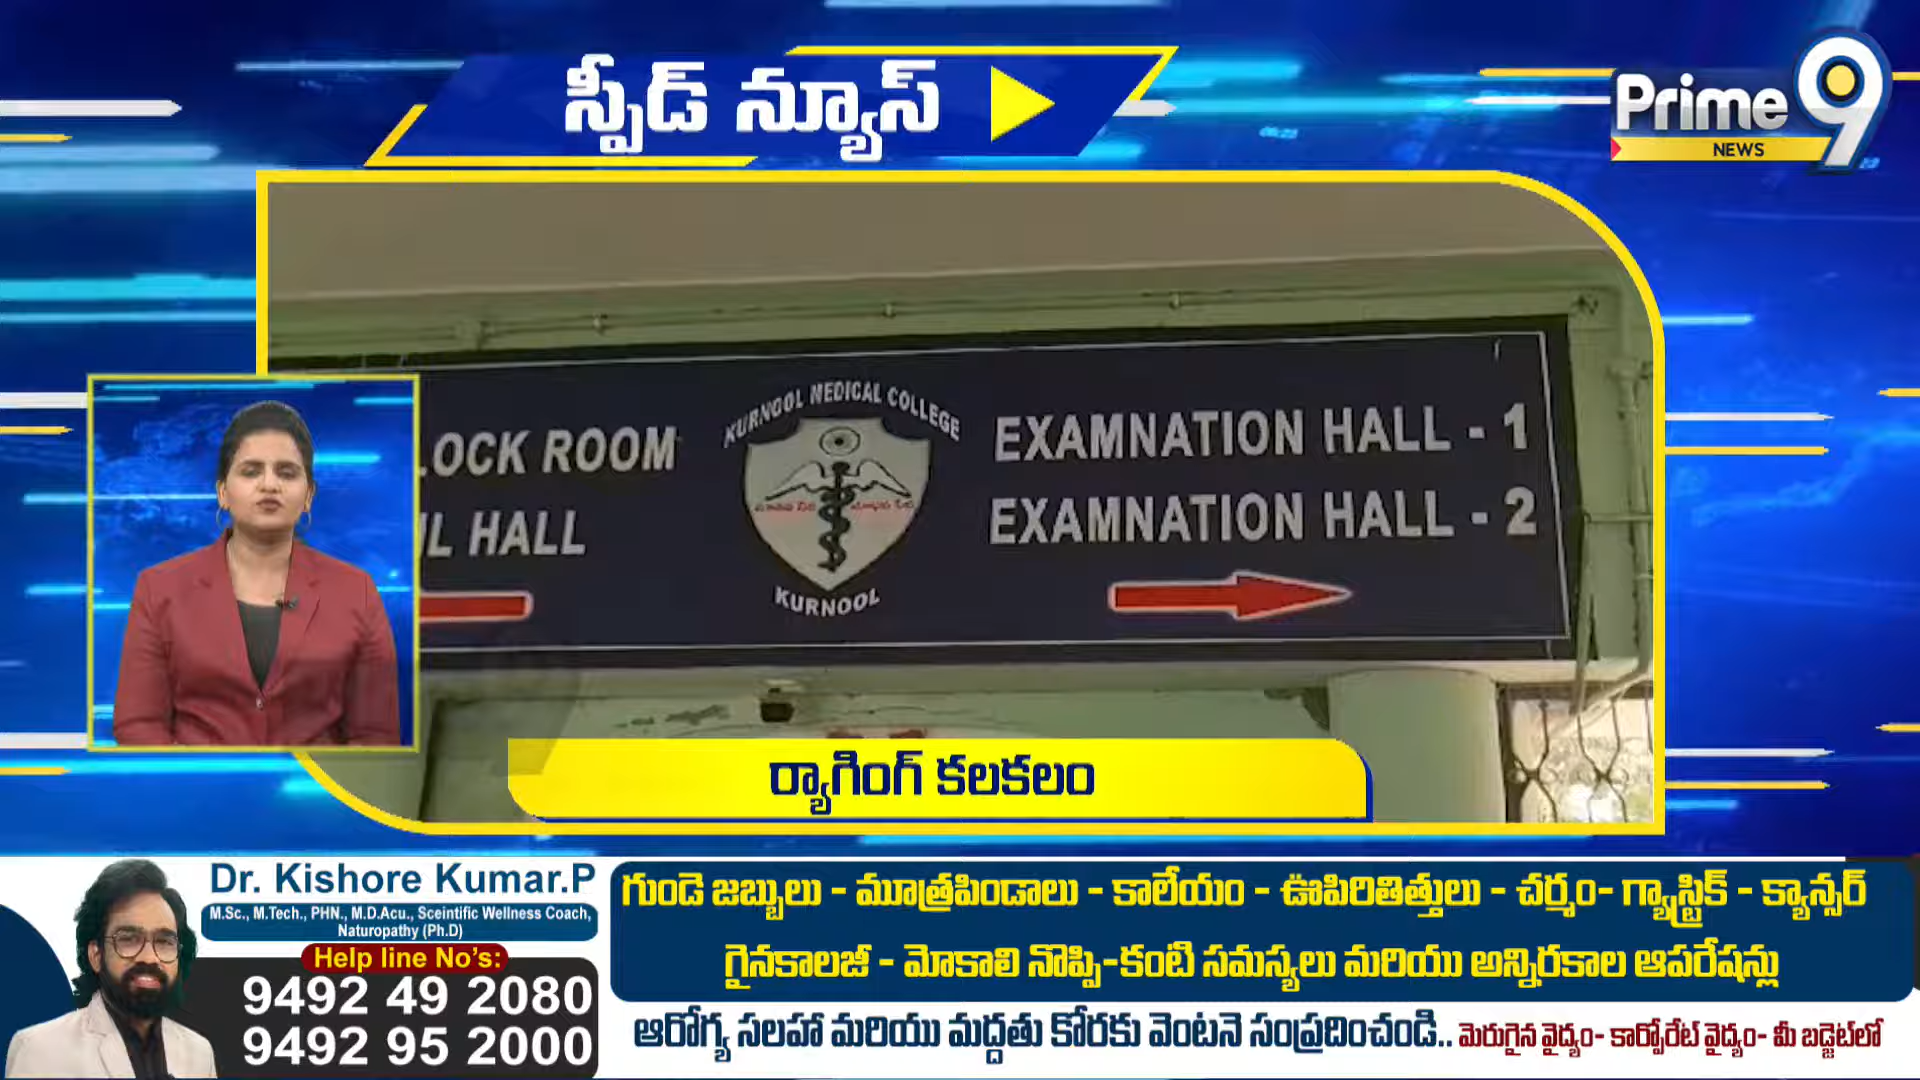 స్పీడ్ న్యూస్
Prime9
NEWS
LOCK ROOM
HALL
KURNOOL MEDICAL COLLEGE
KURNOOL
EXAMNATION HALL - 1
EXAMNATION HALL - 2
ర్యాగింగ్ కలకలం
Dr. Kishore Kumar.P
M.Sc., M.Tech., PHN., M.D.Acu., Sceintific Wellness Coach,
Naturopathy (Ph.D)
Help line No's:
9492 49 2080
9492 95 2000
గుండె జబ్బులు - మూత్రపిండాలు - కాలేయం - ఊపిరితిత్తులు - చర్మం- గ్యాస్ట్రిక్ - క్యాన్సర్
గైనకాలజీ - మోకాలి నొప్పి-కంటి సమస్యలు మరియు అన్నిరకాల ఆపరేషన్లు
ఆరోగ్య సలహా మరియు మద్దతు కోరకు వెంటనె సంప్రదించండి.. మెరుగైన వైద్యం- కార్పోరేట్ వైద్యం- మీ బడ్జెట్‌లో